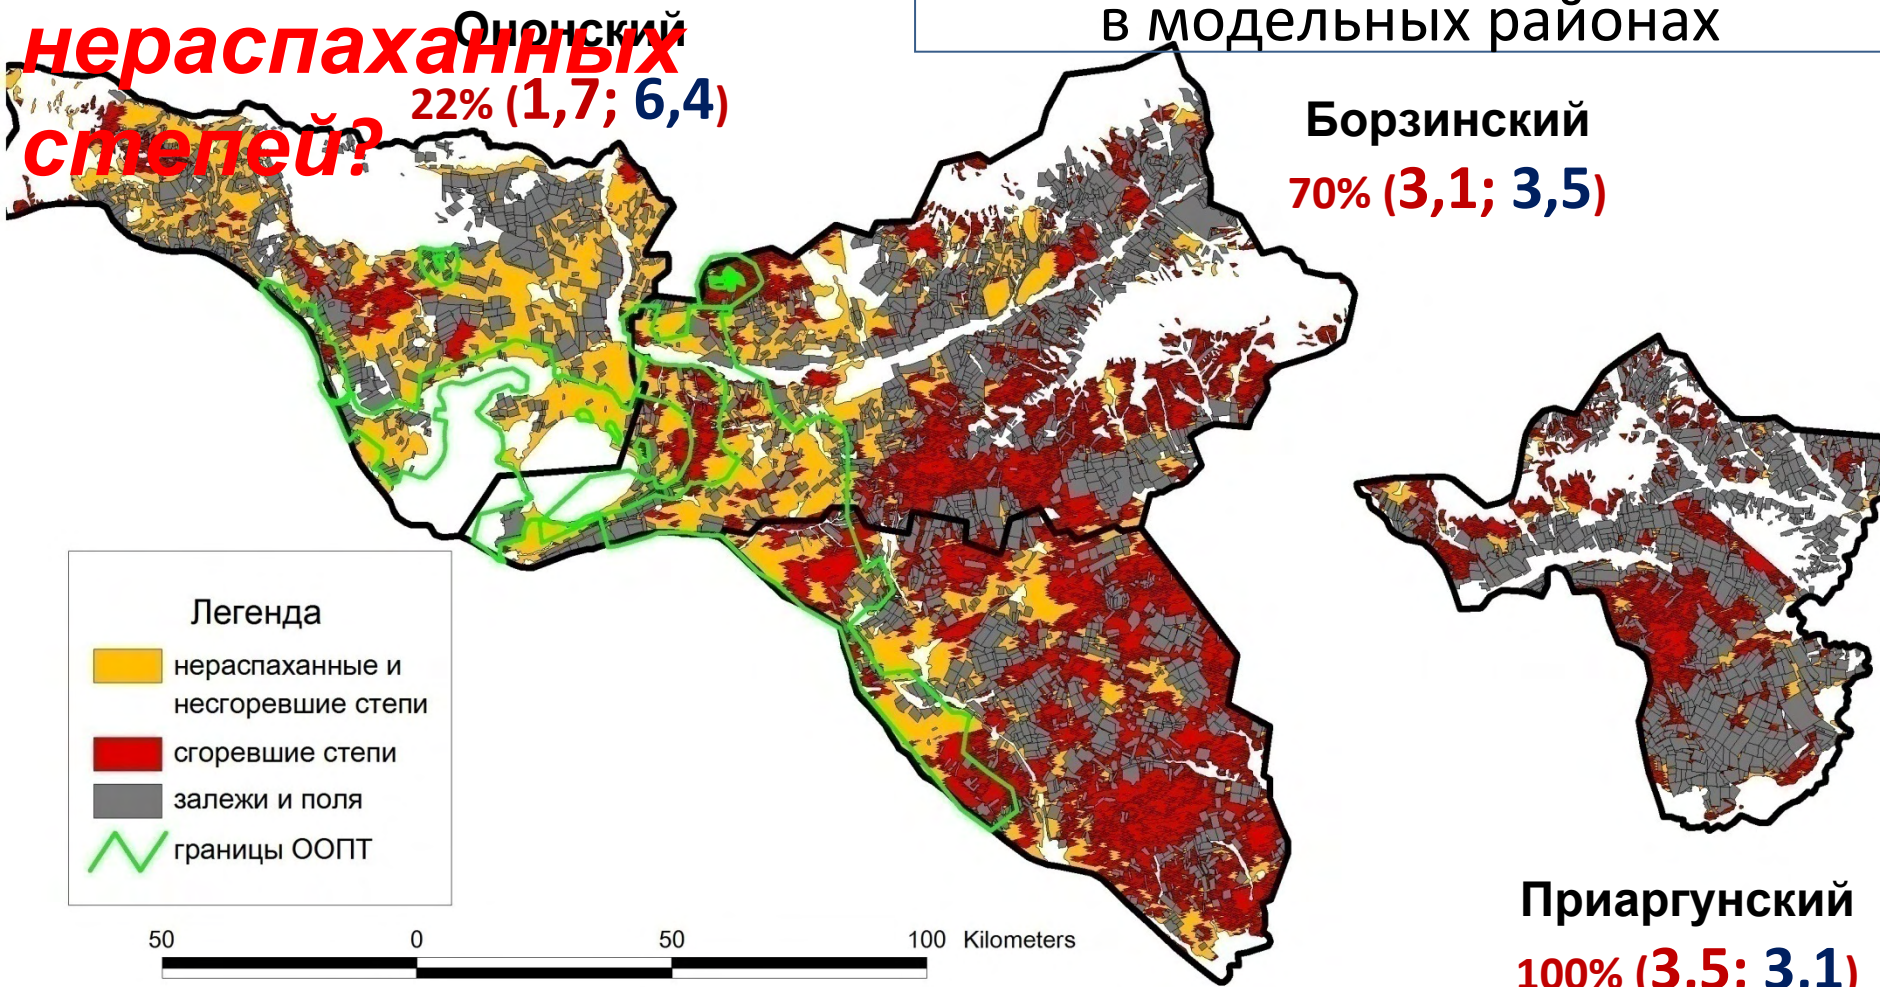 нераспаханных
степей?
Ононский
22% (1,7; 6,4)
в модельных районах
Борзинский
70% (3,1; 3,5)
Легенда
нераспаханные и
несгоревшие степи
сгоревшие степи
залежи и поля
границы ООПТ
50 0 50 100 Kilometers
Приаргунский
100% (3,5; 3,1)